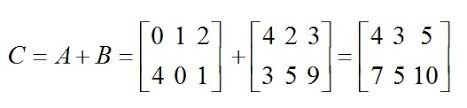 C = A + B = [0 1 2; 4 0 1] + [4 2 3; 3 5 9] = [4 3 5; 7 5 10]